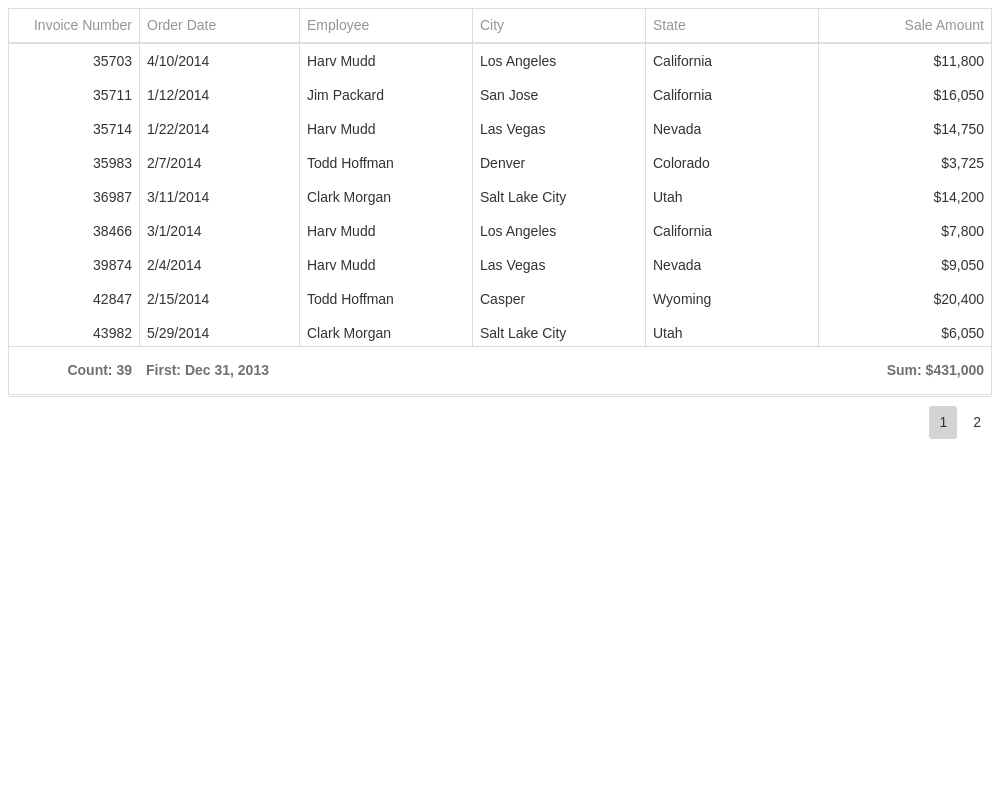 Invoice Number Order Date Employee City State Sale Amount
35703 4/10/2014 Harv Mudd Los Angeles California $11,800
35711 1/12/2014 Jim Packard San Jose California $16,050
35714 1/22/2014 Harv Mudd Las Vegas Nevada $14,750
35983 2/7/2014 Todd Hoffman Denver Colorado $3,725
36987 3/11/2014 Clark Morgan Salt Lake City Utah $14,200
38466 3/1/2014 Harv Mudd Los Angeles California $7,800
39874 2/4/2014 Harv Mudd Las Vegas Nevada $9,050
42847 2/15/2014 Todd Hoffman Casper Wyoming $20,400
43982 5/29/2014 Clark Morgan Salt Lake City Utah $6,050
Count: 39 First: Dec 31, 2013 Sum: $431,000
1 2